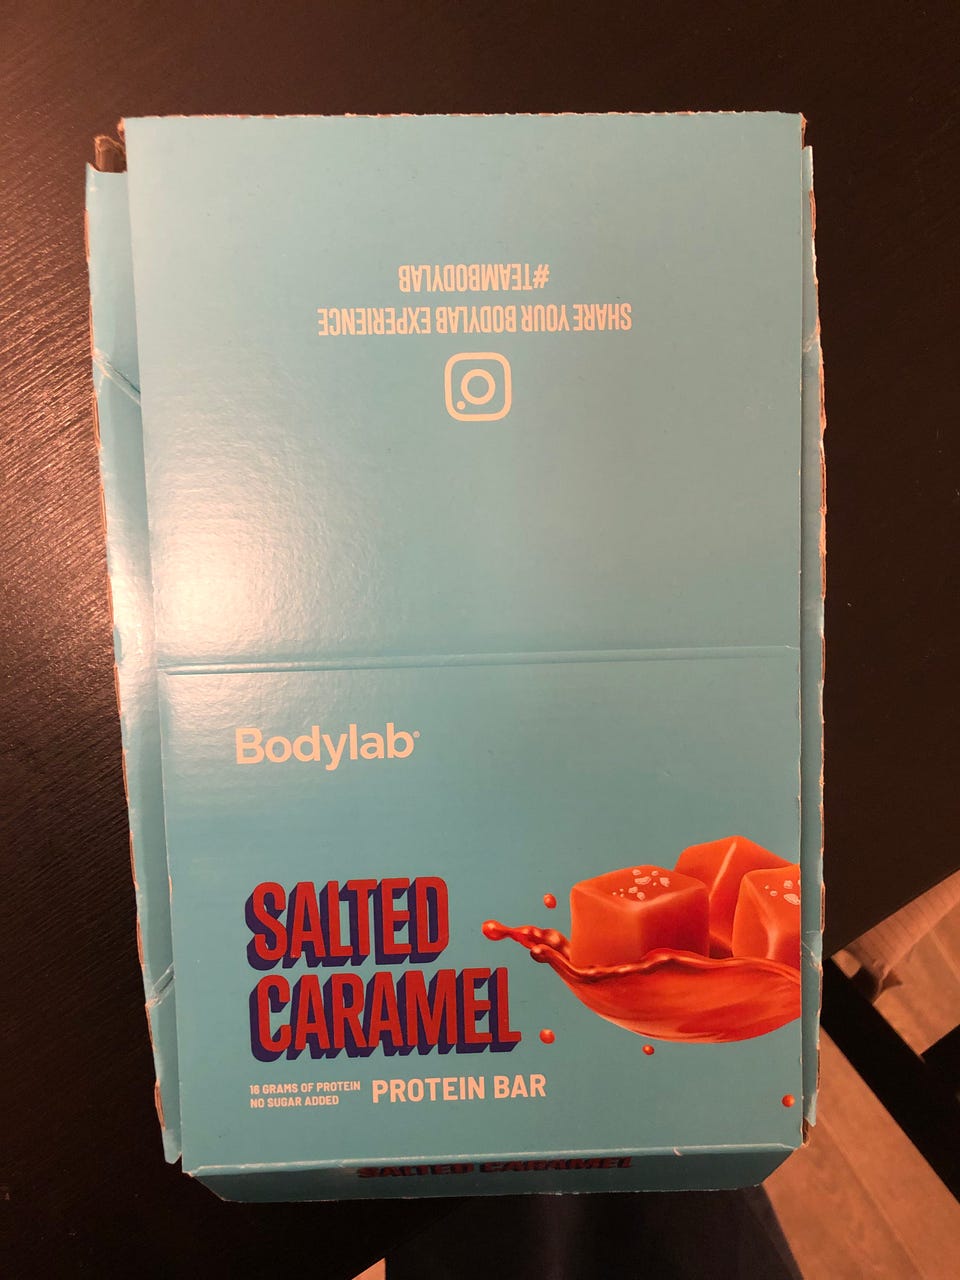 SHARE YOUR BODYLAB EXPERIENCE
#TEAMBODYLAB
Bodylab®
SALTED
CARAMEL
16 GRAMS OF PROTEIN
NO SUGAR ADDED
PROTEIN BAR
SALTED CARAMEL